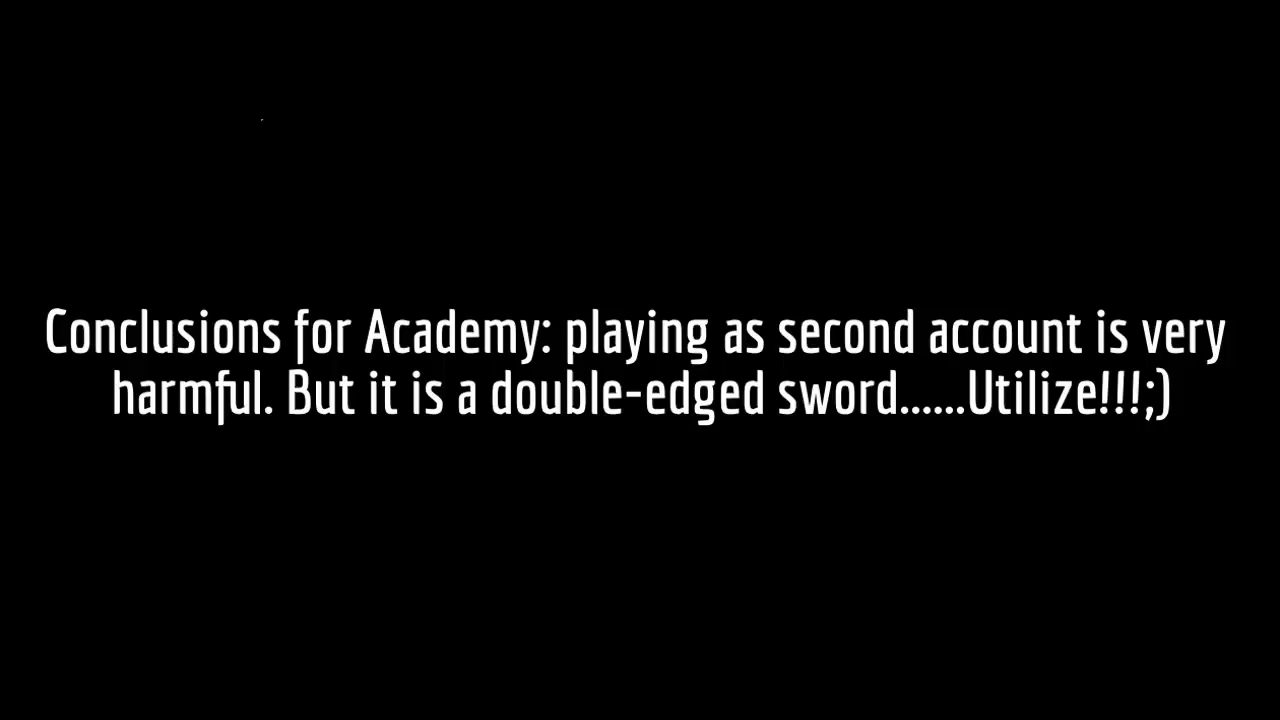 Conclusions for Academy: playing as second account is very
harmful. But it is a double-edged sword......Utilize!!!;)